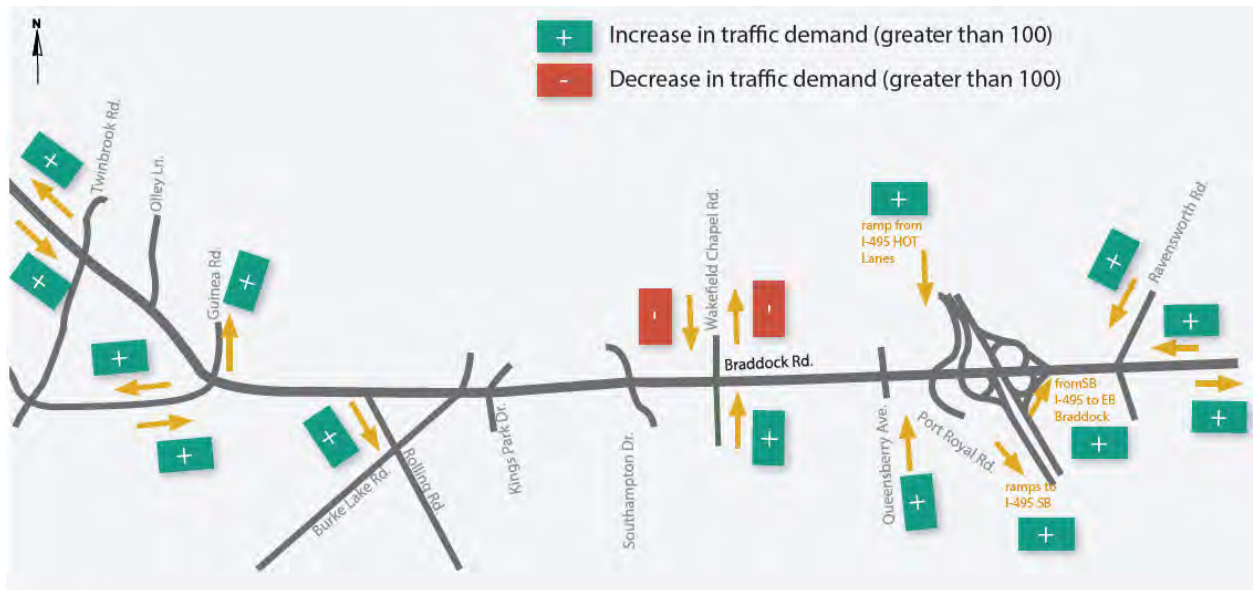 N
+ Increase in traffic demand (greater than 100)
- Decrease in traffic demand (greater than 100)
+
Twinbrook Rd.
Olley Ln.
+
Guinea Rd.
+
+
+
+
Burke Lake Rd.
Rolling Rd.
Kings Park Dr.
Southampton Dr.
-
Wakefield Chapel Rd.
-
Braddock Rd.
+
+
ramp from
I-495 HOT
Lanes
Queensberry Ave.
+
Port Royal Rd.
ramps to
I-495 SB
+
fromSB
I-495 to EB
Braddock
+
+
Ravensworth Rd.
+
+